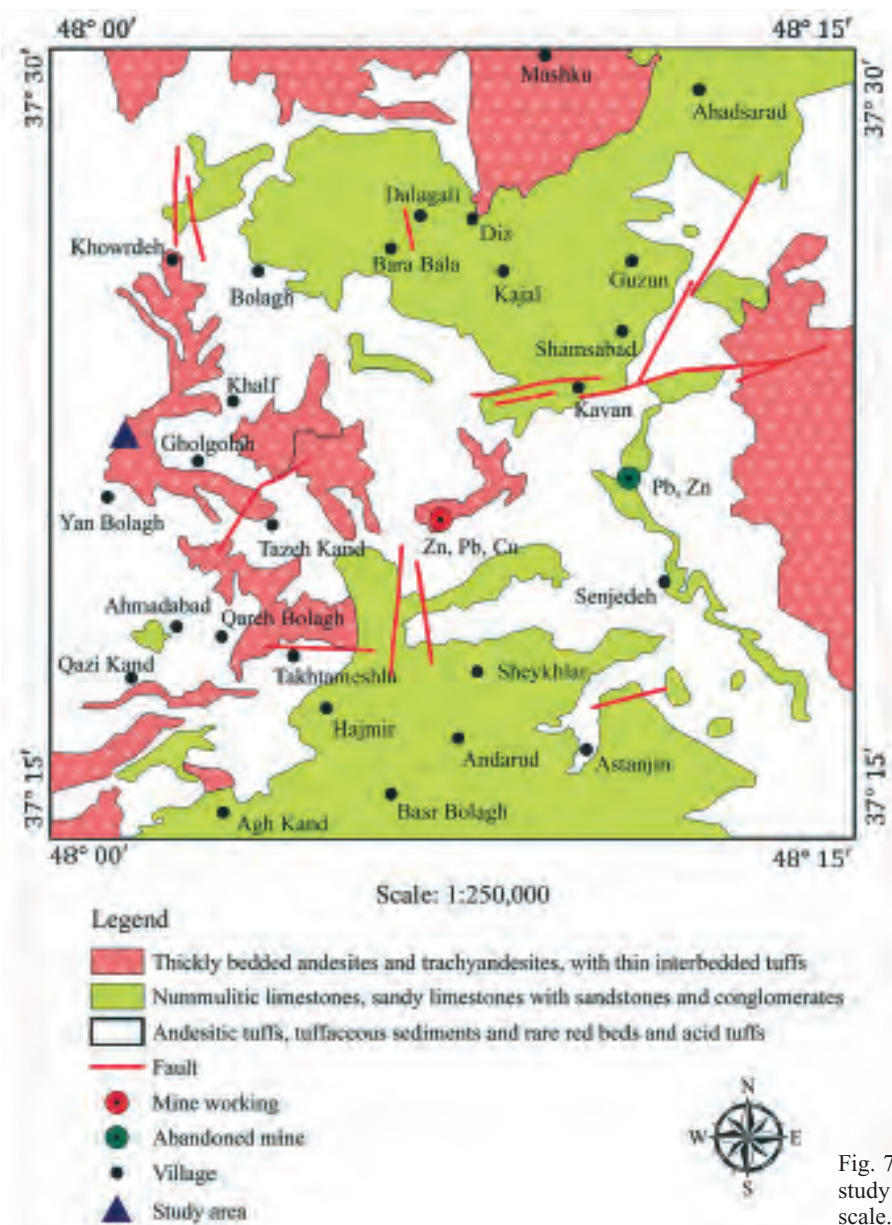 48° 00′ 48° 15′
37° 30′ 37° 30′
Mashku
Ahadsarad
Dalagali
Diz
Khowrdeh
Bara Bala
Guzun
Bolagh
Kajal
Shamsabad
Khalf
Kavan
Gholgolah
Pb, Zn
Yan Bolagh
Tazeh Kand
Zn, Pb, Cu
Senjedeh
Ahmadabad
Qareh Bolagh
Qazi Kand
Takhtameshlu
Sheykhlar
Hajmir
Andarud
Astanjin
Basr Bolagh
Agh Kand
37° 15′ 37° 15′
48° 00′ 48° 15′
Scale: 1:250,000
Legend
Thickly bedded andesites and trachyandesites, with thin interbedded tuffs
Nummulitic limestones, sandy limestones with sandstones and conglomerates
Andesitic tuffs, tuffaceous sediments and rare red beds and acid tuffs
Fault
Mine working
Abandoned mine
Village
Study area
N
W E
S
Fig. 7
study
scale.